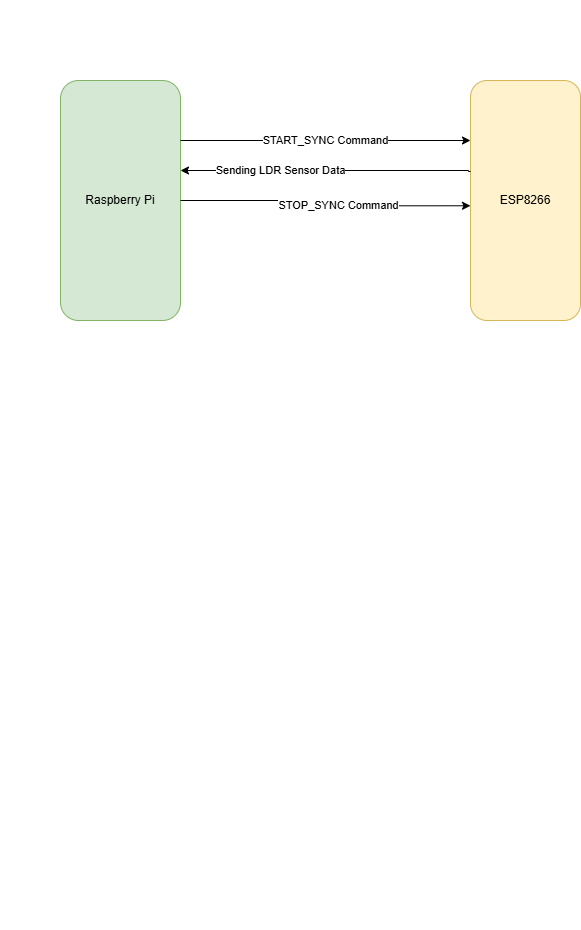 START_SYNC Command
Sending LDR Sensor Data
Raspberry Pi
STOP_SYNC Command
ESP8266